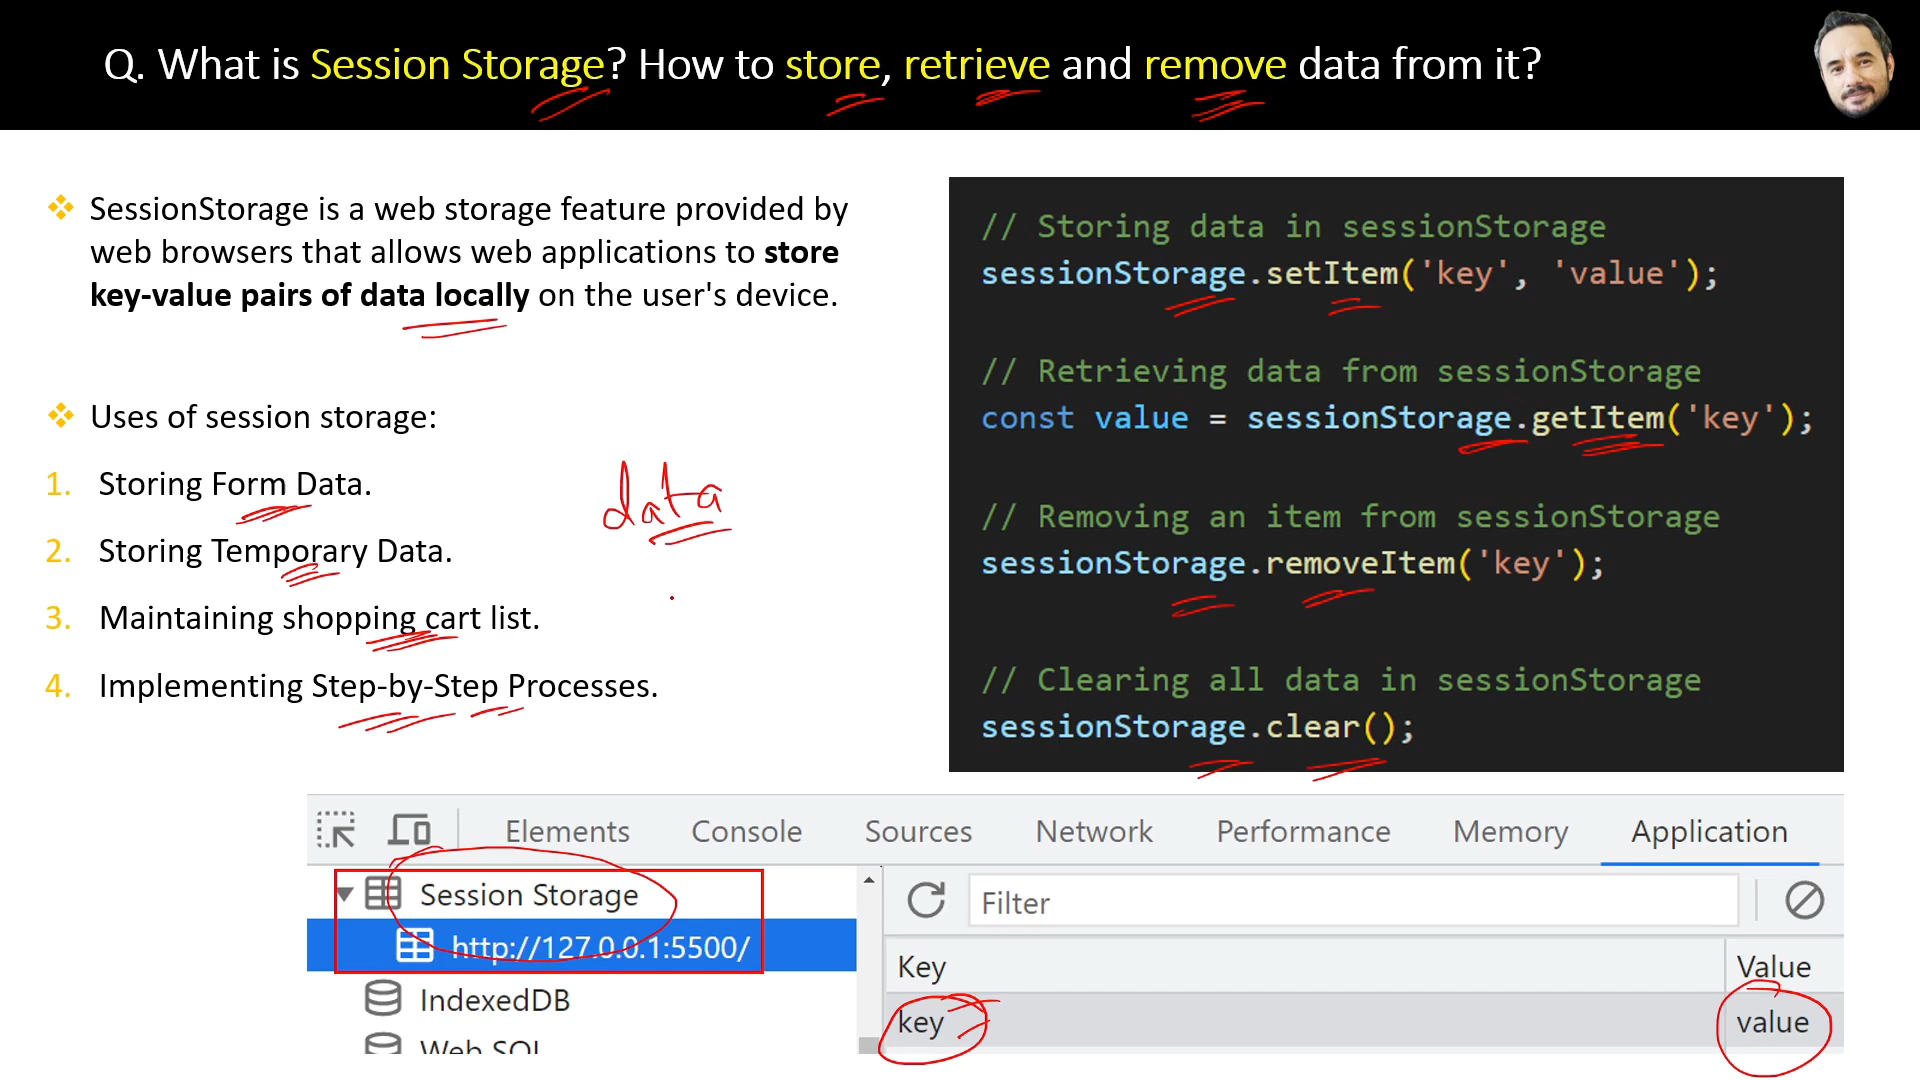 Q. What is Session Storage? How to store, retrieve and remove data from it?
SessionStorage is a web storage feature provided by
web browsers that allows web applications to store
key-value pairs of data locally on the user's device.
Uses of session storage:
1. Storing Form Data.
2. Storing Temporary Data.
3. Maintaining shopping cart list.
4. Implementing Step-by-Step Processes.
data
// Storing data in sessionStorage
sessionStorage.setItem('key', 'value');
// Retrieving data from sessionStorage
const value = sessionStorage.getItem('key');
// Removing an item from sessionStorage
sessionStorage.removeItem('key');
// Clearing all data in sessionStorage
sessionStorage.clear();
Elements Console Sources Network Performance Memory Application
Session Storage
http://127.0.0.1:5500/
IndexedDB
Web SQL
Filter
Key Value
key value